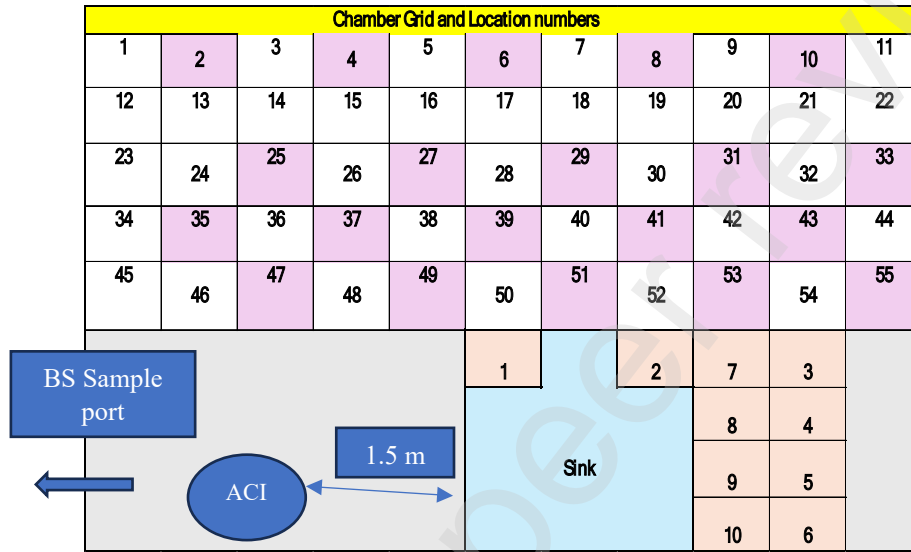 Chamber Grid and Location numbers
1 2 3 4 5 6 7 8 9 10 11
12 13 14 15 16 17 18 19 20 21 22
23 24 25 26 27 28 29 30 31 32 33
34 35 36 37 38 39 40 41 42 43 44
45 46 47 48 49 50 51 52 53 54 55
BS Sample
port
1 2 7 3
8 4
1.5 m
Sink
ACI
9 5
10 6
peer rev